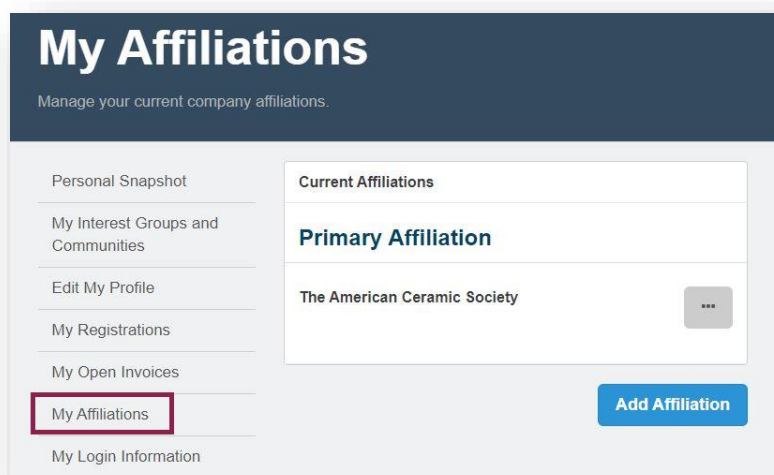 My Affiliations
Manage your current company affiliations.
Personal Snapshot
My Interest Groups and
Communities
Edit My Profile
My Registrations
My Open Invoices
My Affiliations
My Login Information
Current Affiliations
Primary Affiliation
The American Ceramic Society
...
Add Affiliation